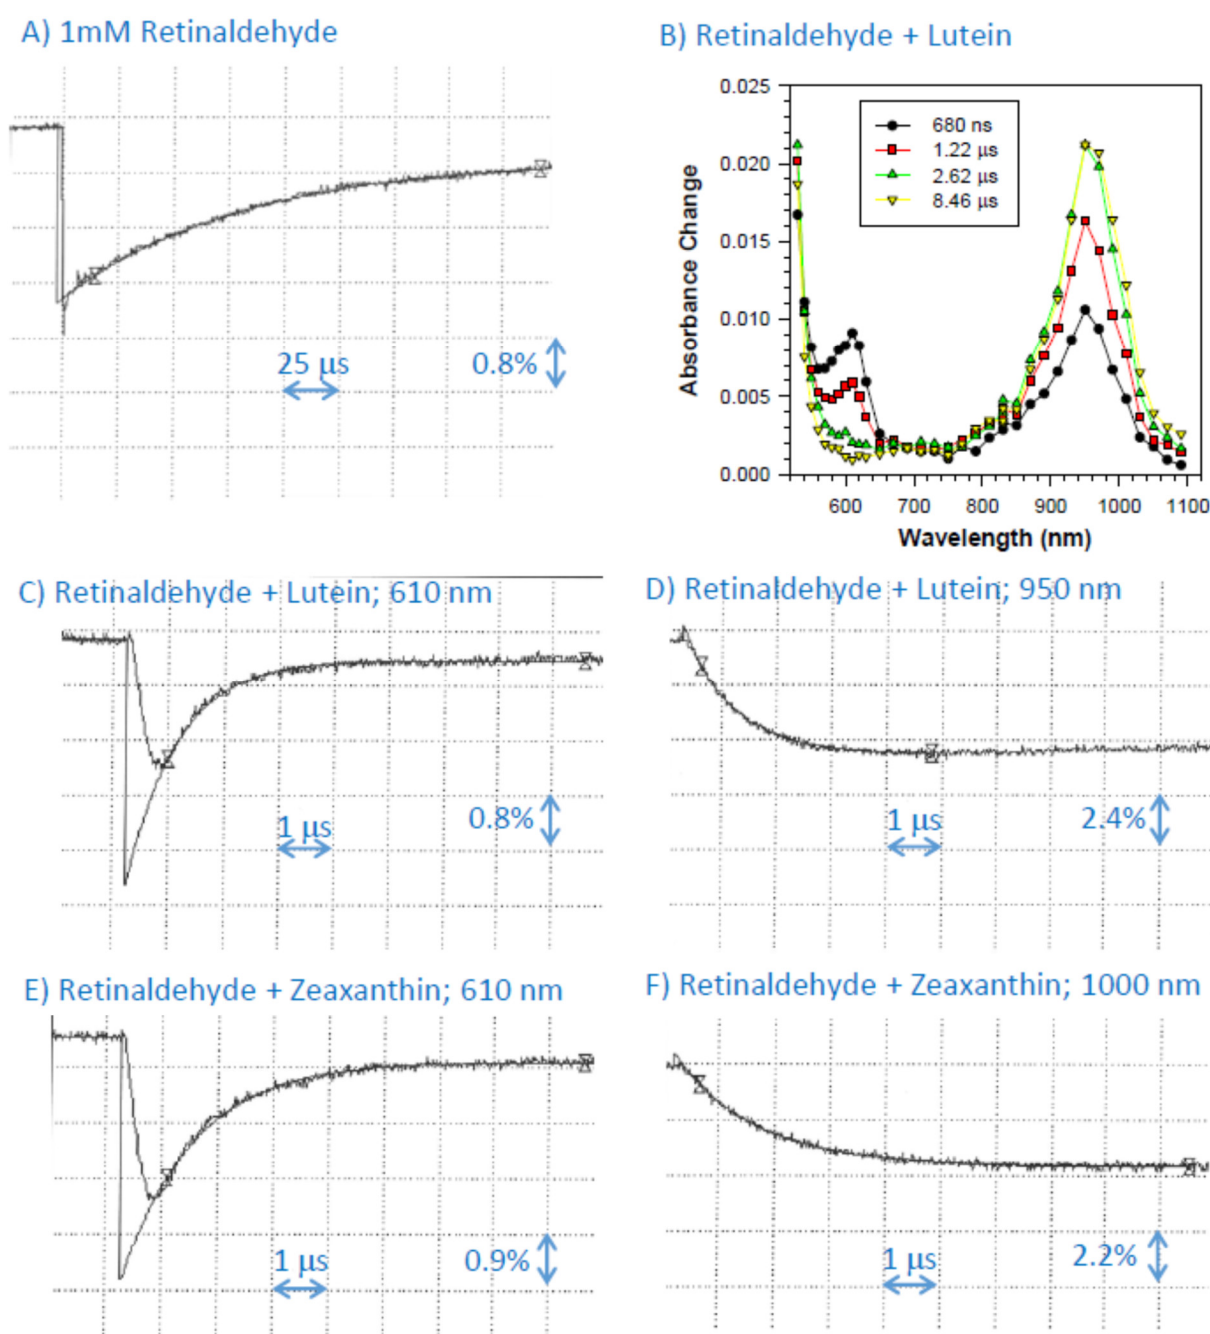 A) 1mM Retinaldehyde
25 µs
0.8%
B) Retinaldehyde + Lutein
0.025
0.020
0.015
0.010
0.005
0.000
Absorbance Change
680 ns
1.22 µs
2.62 µs
8.46 µs
600 700 800 900 1000 1100
Wavelength (nm)
C) Retinaldehyde + Lutein; 610 nm
1 µs
0.8%
D) Retinaldehyde + Lutein; 950 nm
1 µs
2.4%
E) Retinaldehyde + Zeaxanthin; 610 nm
1 µs
0.9%
F) Retinaldehyde + Zeaxanthin; 1000 nm
1 µs
2.2%